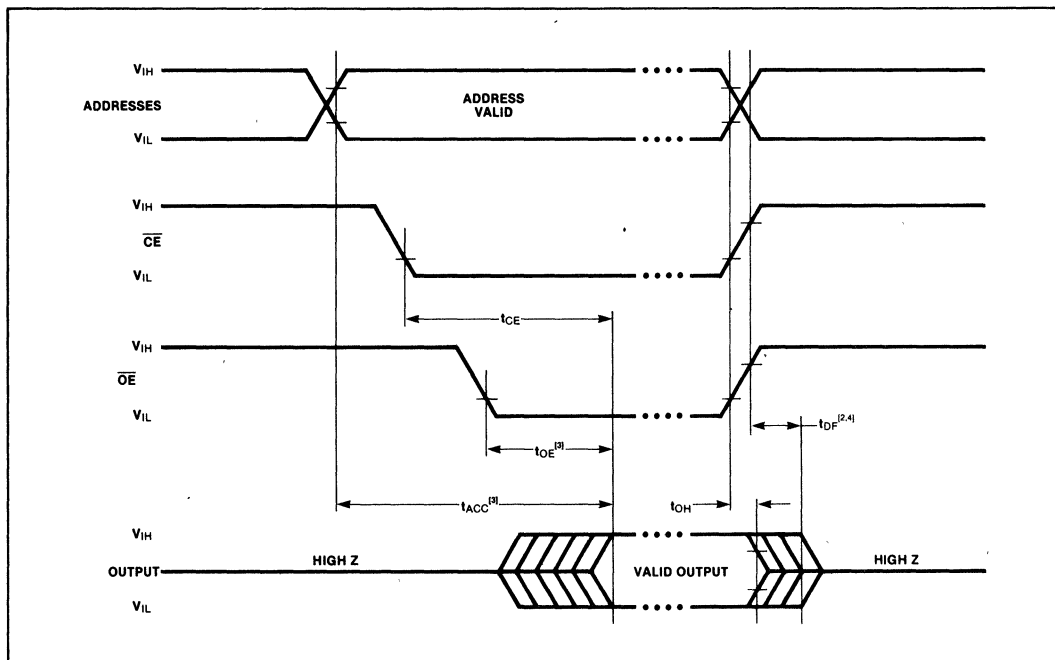 VIH
ADDRESSES
ADDRESS
VALID
VIL
VIH
CE
VIL
tCE
VIH
OE
VIL
tDF[2,4]
tOE[3]
tACC[3]
tOH
VIH
OUTPUT
HIGH Z
VALID OUTPUT
HIGH Z
VIL